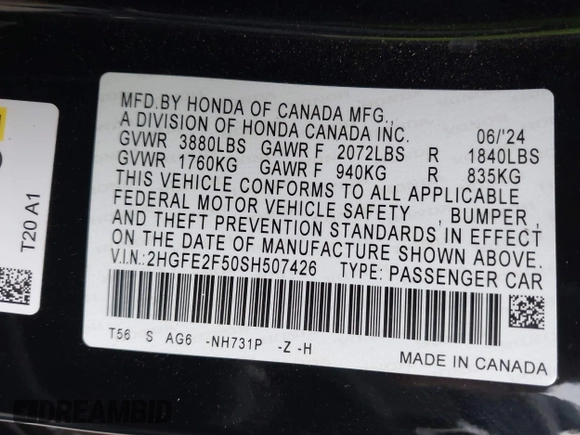 MFD.BY HONDA OF CANADA MFG.,
A DIVISION OF HONDA CANADA INC. 06/'24
GVWR 3880LBS GAWR F 2072LBS R 1840LBS
GVWR 1760KG GAWR F 940KG R 835KG
THIS VEHICLE CONFORMS TO ALL APPLICABLE
FEDERAL MOTOR VEHICLE SAFETY , BUMPER ,
AND THEFT PREVENTION STANDARDS IN EFFECT
ON THE DATE OF MANUFACTURE SHOWN ABOVE.
V.I.N.:2HGFE2F50SH507426 TYPE: PASSENGER CAR
T56 S AG6 -NH731P -Z -H
MADE IN CANADA
T20 A1
DREAMBID